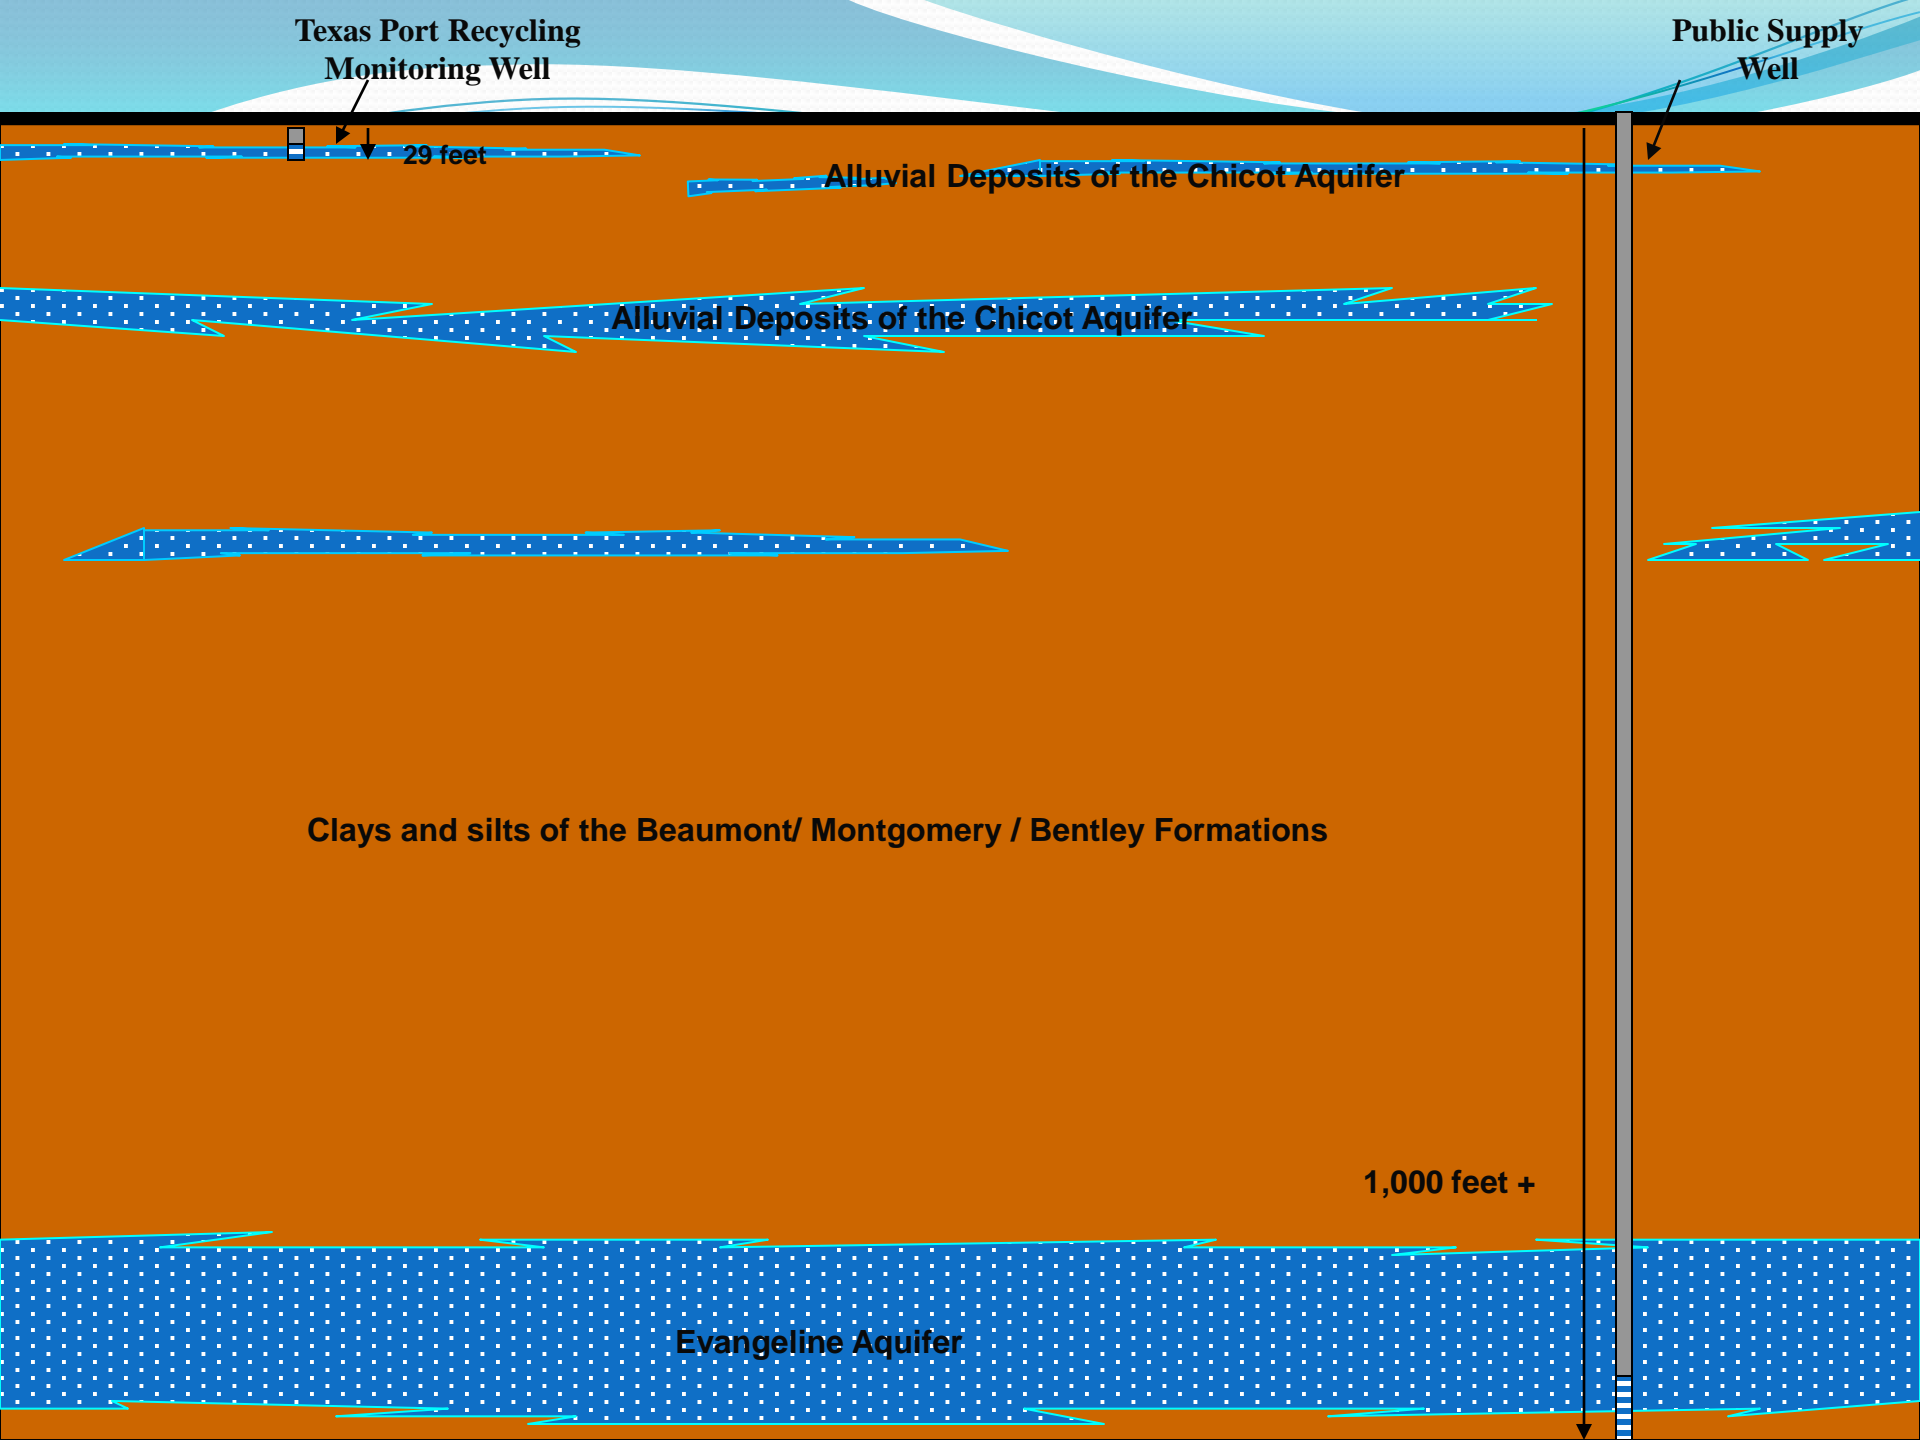 Texas Port Recycling
Monitoring Well
Public Supply
Well
29 feet
Alluvial Deposits of the Chicot Aquifer
Alluvial Deposits of the Chicot Aquifer
Clays and silts of the Beaumont/ Montgomery / Bentley Formations
1,000 feet +
Evangeline Aquifer